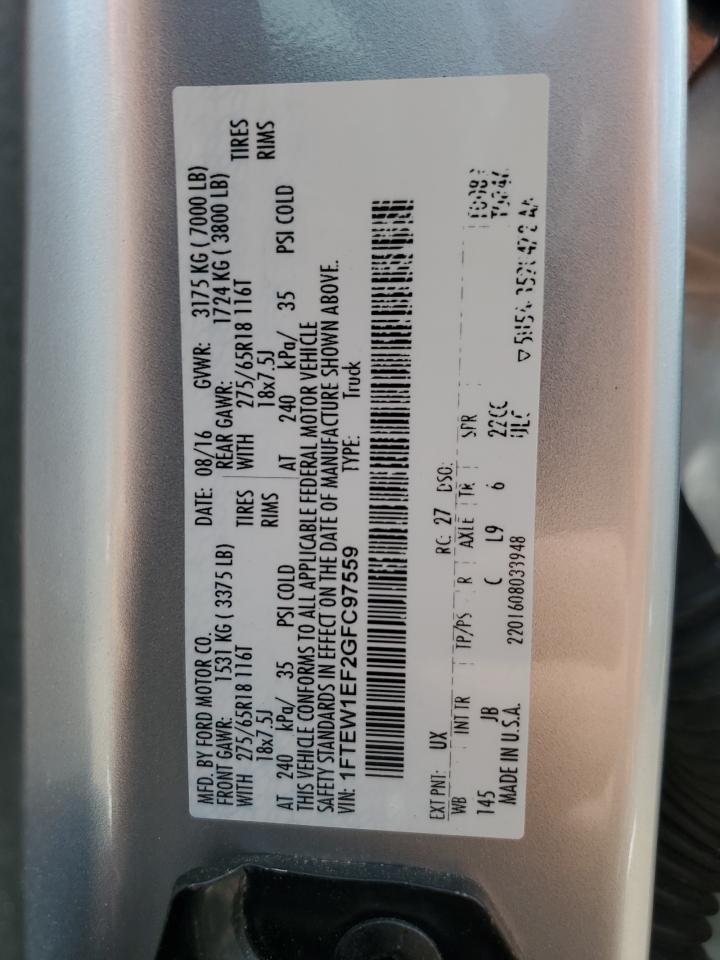 MFD. BY FORD MOTOR CO. DATE: 08/16 GVWR: 3175 KG ( 7000 LB)
FRONT GAWR: 1531 KG ( 3375 LB) REAR GAWR: 1724 KG ( 3800 LB)
WITH 275/65R18 116T TIRES WITH 275/65R18 116T TIRES
18x7.5J RIMS 18x7.5J RIMS
AT 240 kPa/ 35 PSI COLD AT 240 kPa/ 35 PSI COLD
THIS VEHICLE CONFORMS TO ALL APPLICABLE FEDERAL MOTOR VEHICLE
SAFETY STANDARDS IN EFFECT ON THE DATE OF MANUFACTURE SHOWN ABOVE.
VIN: 1FTEW1EF2GFC97559 TYPE: Truck
EXT PNT: UX RC: 27 DSO:
WB INT TR TP/PS R AXLE TR SPR
145 JB C L9 6 22CC
MADE IN U.S.A. 2201608033948